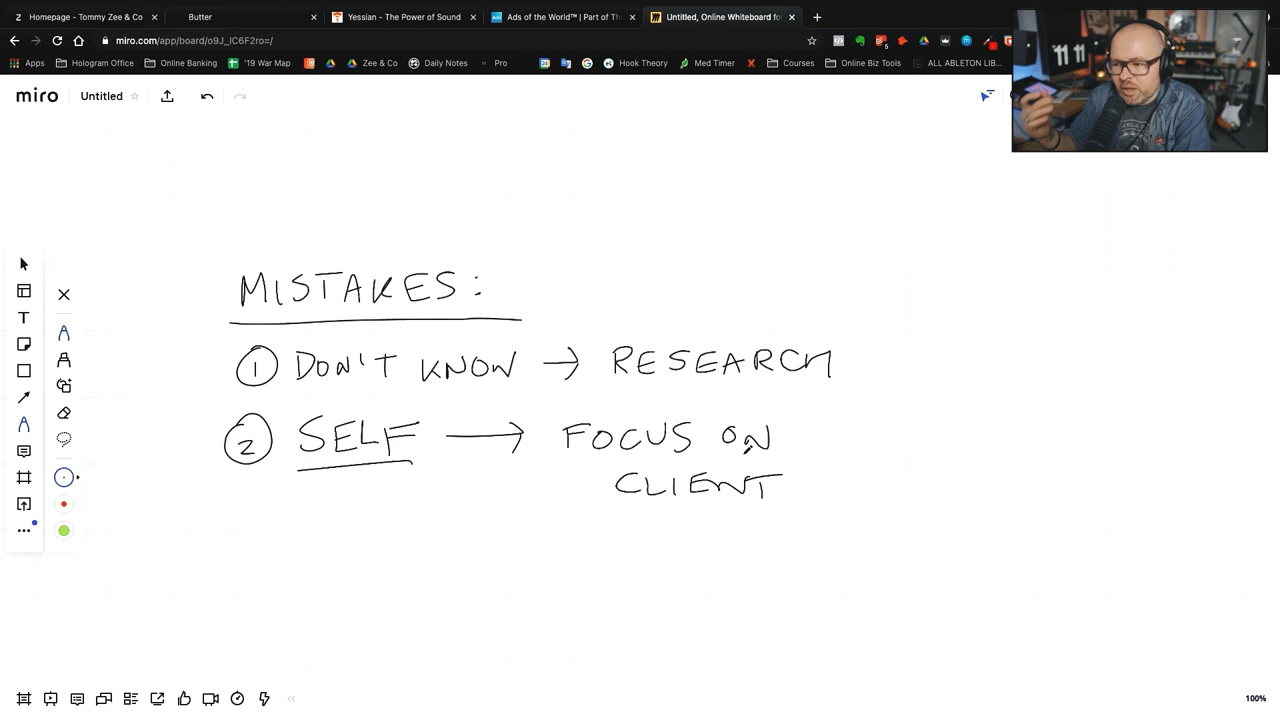 Homepage - Tommy Zee & Co
Butter
Yessian - The Power of Sound
Ads of the World™ | Part of Th
Untitled, Online Whiteboard for
miro.com/app/board/o9J_lC6F2ro=/
Apps
Hologram Office
Online Banking
'19 War Map
Zee & Co
Daily Notes
Pro
Hook Theory
Med Timer
Courses
Online Biz Tools
ALL ABLETON LIB...
miro
Untitled
MISTAKES:
1 DON'T KNOW → RESEARCH
2 SELF → FOCUS ON
CLIENT
100%